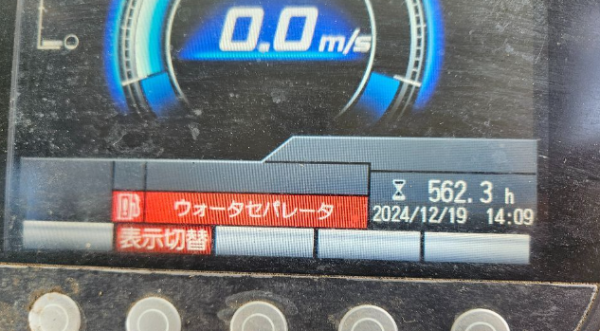 0.0 m/s
562.3 h
ウォータセパレータ
2024/12/19 14:09
表示切替